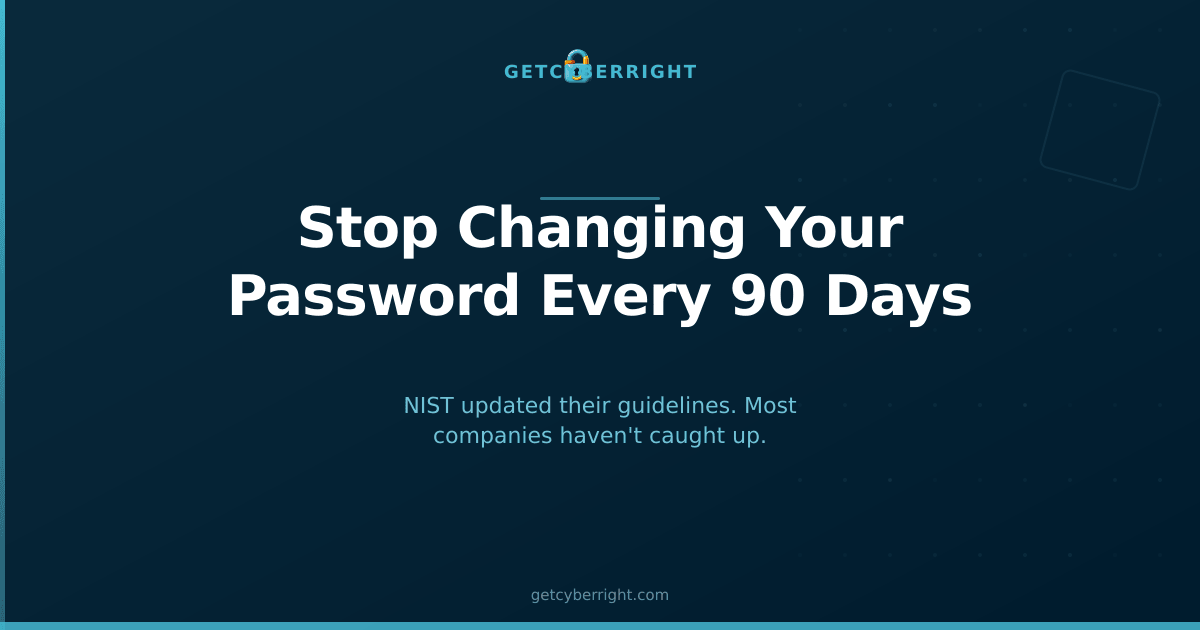 GETCYBERRIGHT
Stop Changing Your
Password Every 90 Days
NIST updated their guidelines. Most
companies haven't caught up.
getcyberright.com